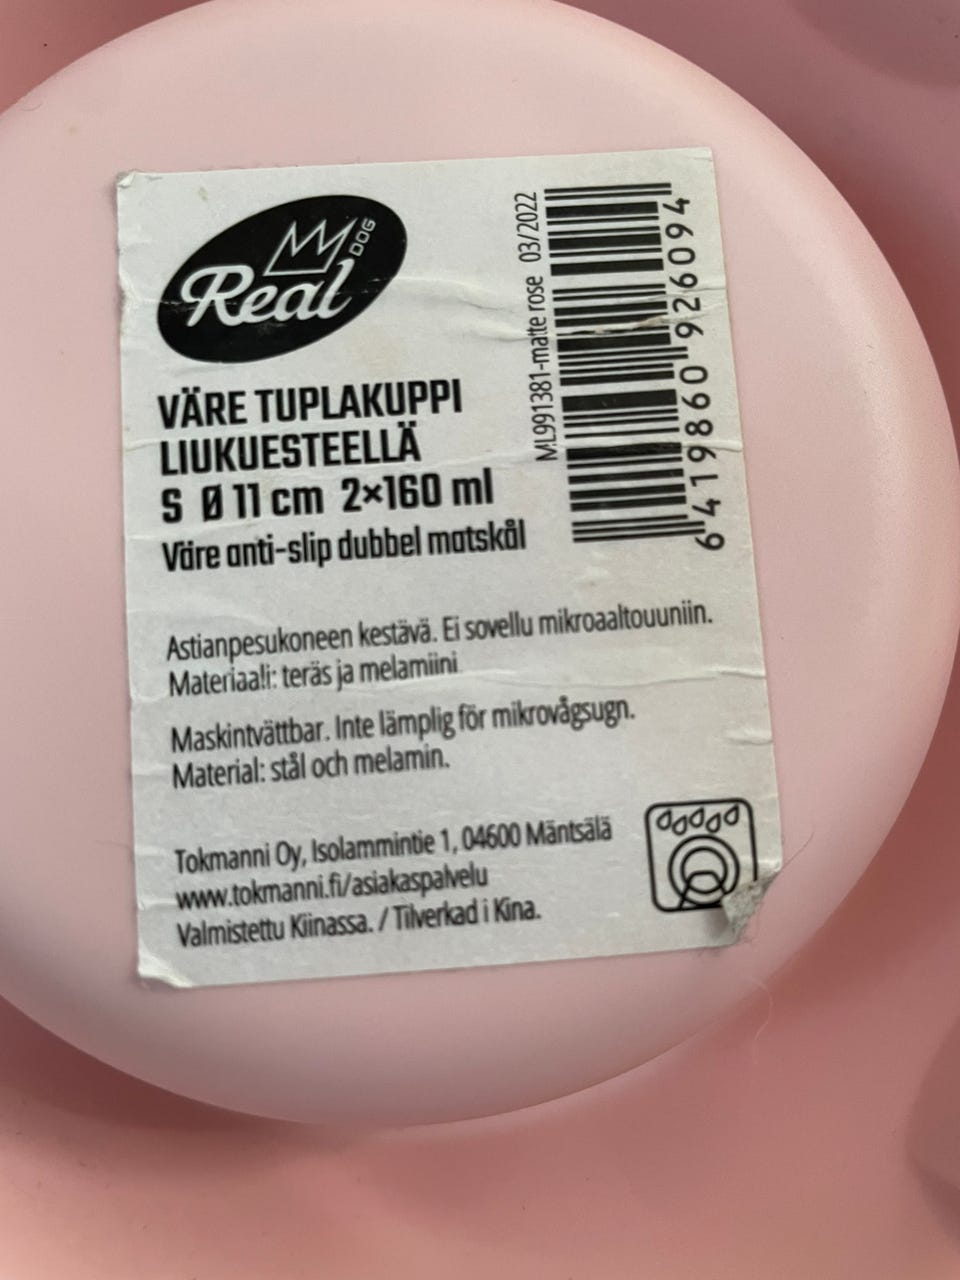 Real DOG
VÄRE TUPLAKUPPI
LIUKUESTEELLÄ
S Ø 11 cm 2×160 ml
Väre anti-slip dubbel matskål
ML991381-matte rose 03/2022
6 419860 926094
Astianpesukoneen kestävä. Ei sovellu mikroaaltouuniin.
Materiaali: teräs ja melamiini
Maskintvättbar. Inte lämplig för mikrovågsugn.
Material: stål och melamin.
Tokmanni Oy, Isolammintie 1, 04600 Mäntsälä
www.tokmanni.fi/asiakaspalvelu
Valmistettu Kiinassa. / Tilverkad i Kina.